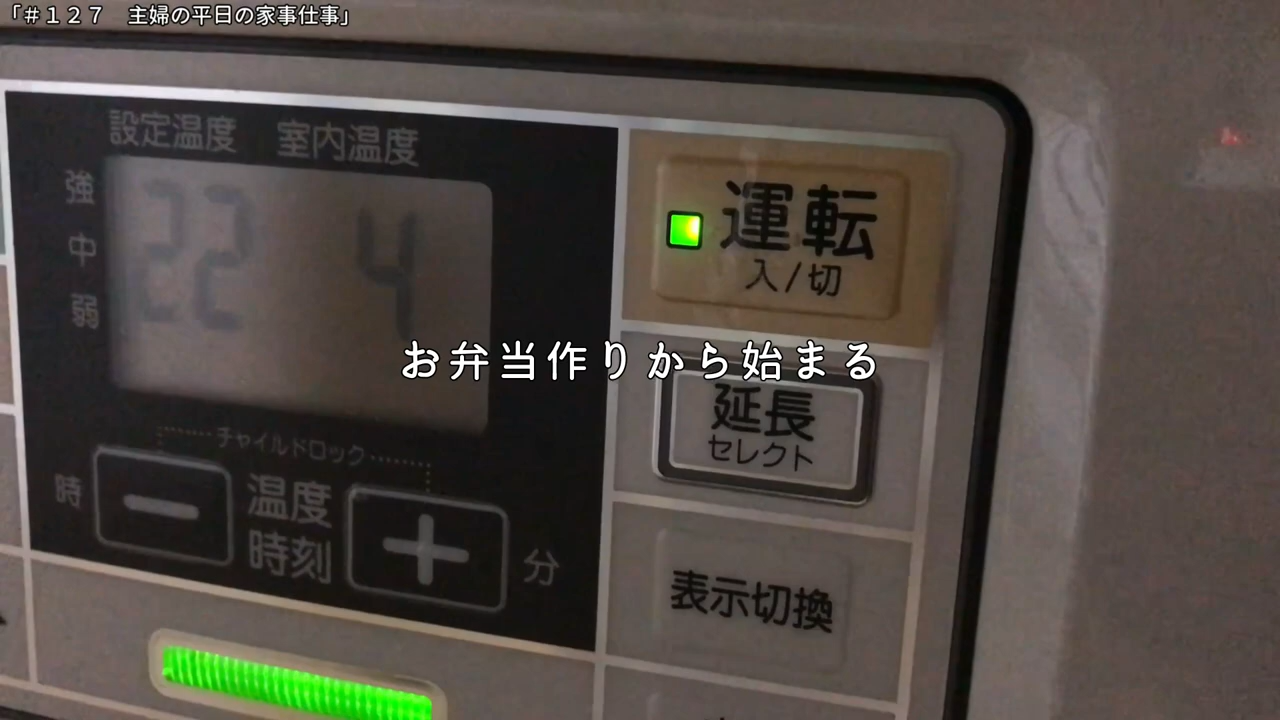 「＃１２７　主婦の平日の家事仕事」
設定温度 室内温度
強
中
弱
22 4
運転
入/切
お弁当作りから始まる
延長
セレクト
チャイルドロック
時
温度
時刻
分
表示切換